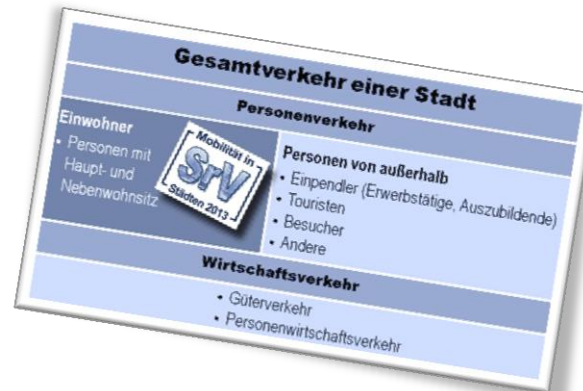 Gesamtverkehr einer Stadt
Personenverkehr
Einwohner
• Personen mit
Haupt- und
Nebenwohnsitz
Mobilität in
SrV
Städten 2013
Personen von außerhalb
• Einpendler (Erwerbstätige, Auszubildende)
• Touristen
• Besucher
• Andere
Wirtschaftsverkehr
• Güterverkehr
• Personenwirtschaftsverkehr